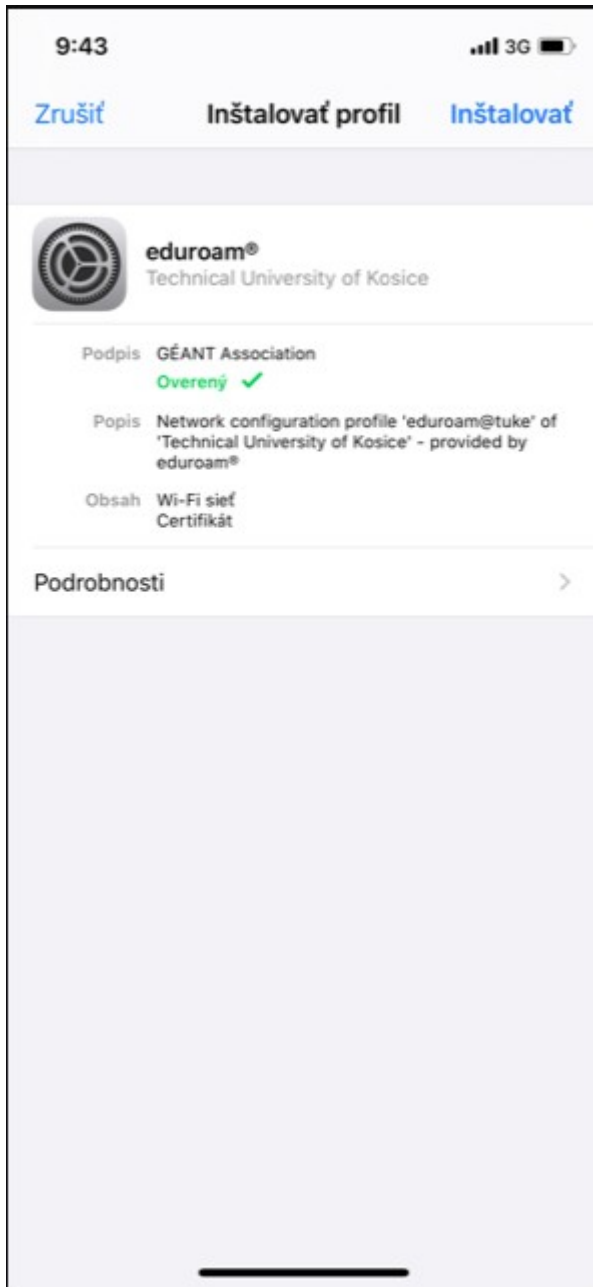 9:43
3G
Zrušiť
Inštalovať profil
Inštalovať
eduroam®
Technical University of Kosice
Podpis
GÉANT Association
Overený
Popis
Network configuration profile 'eduroam@tuke' of
'Technical University of Kosice' - provided by
eduroam®
Obsah
Wi-Fi sieť
Certifikát
Podrobnosti